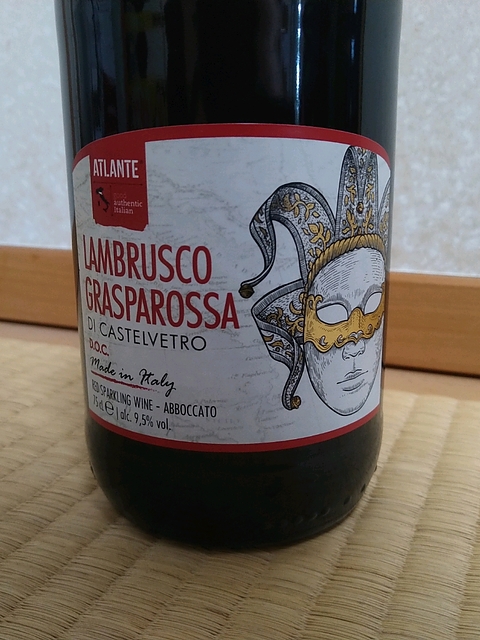 ATLANTE
authentic
Italian
LAMBRUSCO
GRASPAROSSA
DI CASTELVETRO
D.O.C.
Made in Italy
RED SPARKLING WINE - ABBOCCATO
75 cl ℮ | alc. 9,5% vol.